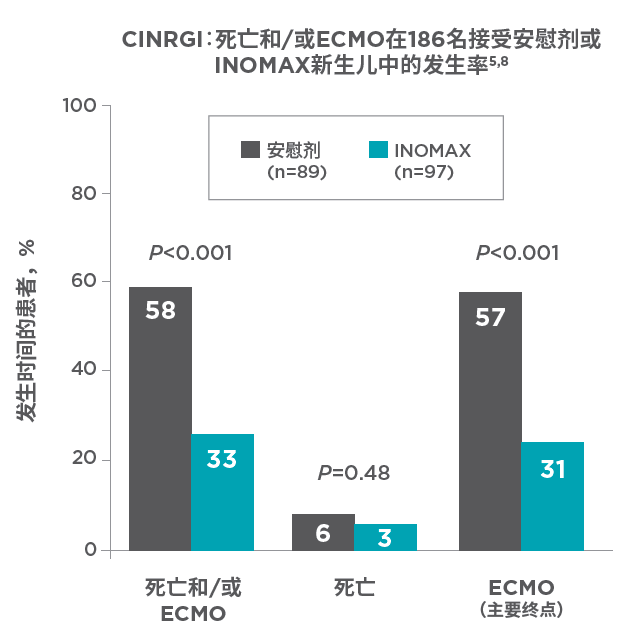 CINRGI：死亡和/或ECMO在186名接受安慰剂或
INOMAX新生儿中的发生率5,8
100
80
60
40
20
0
发生时间的患者，%
安慰剂
(n=89)
INOMAX
(n=97)
P<0.001
58
33
P=0.48
6
3
P<0.001
57
31
死亡和/或
ECMO
死亡
ECMO
（主要终点）